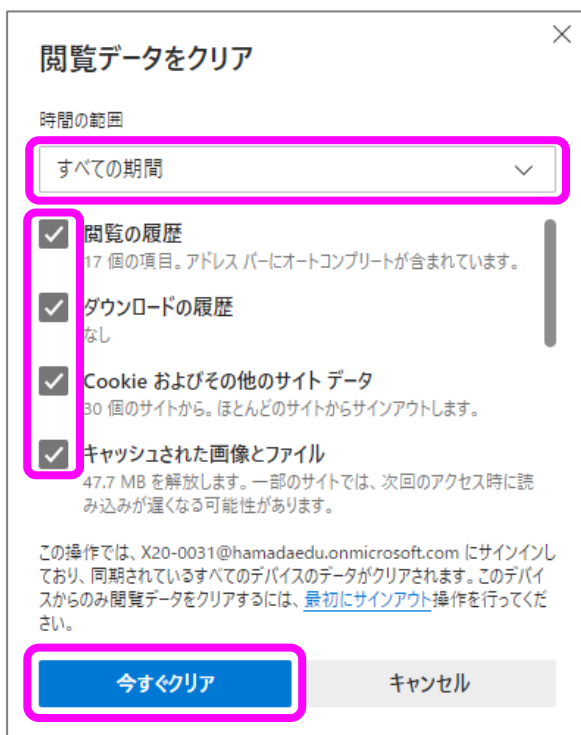 閲覧データをクリア
時間の範囲
すべての期間
閲覧の履歴
17 個の項目。アドレス バーにオートコンプリートが含まれています。
ダウンロードの履歴
なし
Cookie およびその他のサイト データ
30 個のサイトから。ほとんどのサイトからサインアウトします。
キャッシュされた画像とファイル
47.7 MB を解放します。一部のサイトでは、次回のアクセス時に読
み込みが遅くなる可能性があります。
この操作では、X20-0031@hamadaedu.onmicrosoft.com にサインインし
ており、同期されているすべてのデバイスのデータがクリアされます。このデバイ
スからのみ閲覧データをクリアするには、最初にサインアウト操作を行ってくだ
さい。
今すぐクリア
キャンセル